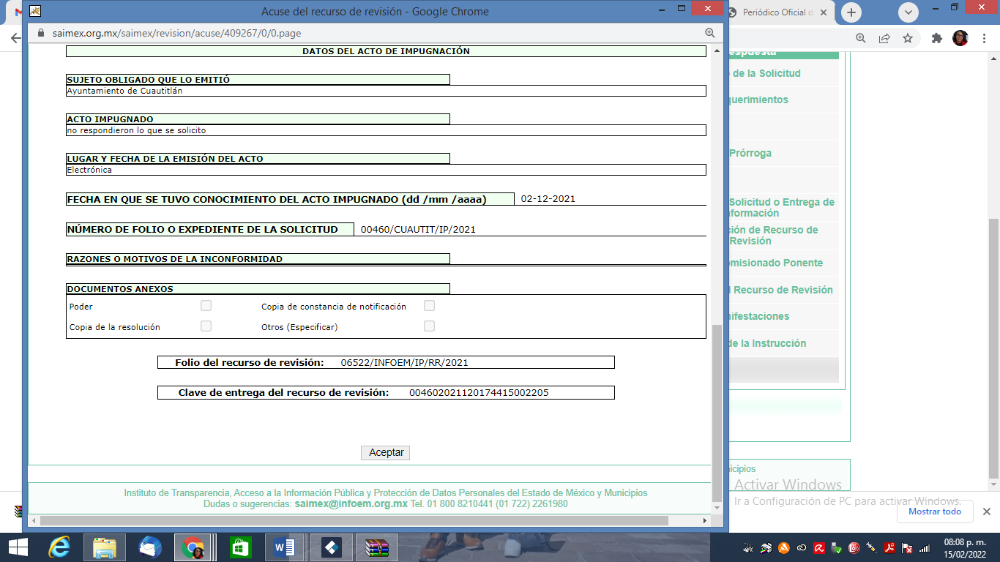 Acuse del recurso de revisión - Google Chrome
Periódico Oficial d
saimex.org.mx/saimex/revision/acuse/409267/0/0.page
DATOS DEL ACTO DE IMPUGNACIÓN
SUJETO OBLIGADO QUE LO EMITIÓ
Ayuntamiento de Cuautitlán
ACTO IMPUGNADO
no respondieron lo que se solicito
LUGAR Y FECHA DE LA EMISIÓN DEL ACTO
Electrónica
FECHA EN QUE SE TUVO CONOCIMIENTO DEL ACTO IMPUGNADO (dd /mm /aaaa) 02-12-2021
NÚMERO DE FOLIO O EXPEDIENTE DE LA SOLICITUD 00460/CUAUTIT/IP/2021
RAZONES O MOTIVOS DE LA INCONFORMIDAD
DOCUMENTOS ANEXOS
Poder Copia de constancia de notificación
Copia de la resolución Otros (Especificar)
Folio del recurso de revisión: 06522/INFOEM/IP/RR/2021
Clave de entrega del recurso de revisión: 004602021120174415002205
Aceptar
Instituto de Transparencia, Acceso a la Información Pública y Protección de Datos Personales del Estado de México y Municipios
Dudas o sugerencias: saimex@infoem.org.mx Tel. 01 800 8210441 (01 722) 2261980
de la Solicitud
querimientos
Prórroga
Solicitud o Entrega de
nformación
ción de Recurso de
Revisión
omisionado Ponente
l Recurso de Revisión
nifestaciones
de la Instrucción
nicipios
Activar Windows
Ir a Configuración de PC para activar Windows.
Mostrar todo
08:08 p. m.
15/02/2022